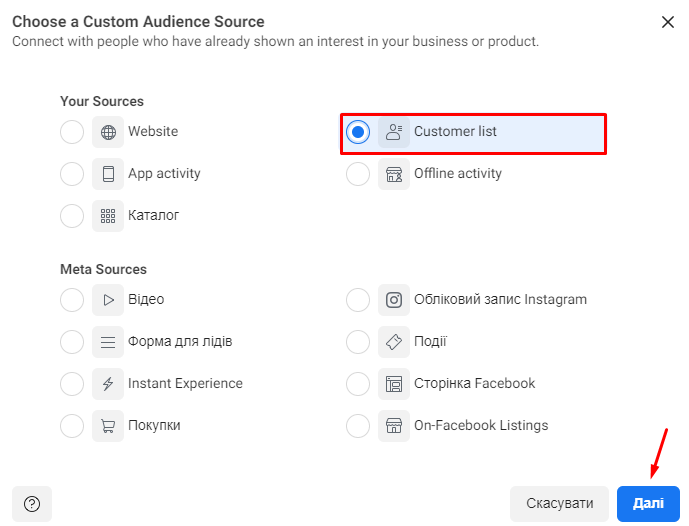 Choose a Custom Audience Source
Connect with people who have already shown an interest in your business or product.
Your Sources
Website
Customer list
App activity
Offline activity
Каталог
Meta Sources
Відео
Обліковий запис Instagram
Форма для лідів
Події
Instant Experience
Сторінка Facebook
Покупки
On-Facebook Listings
Скасувати
Далі